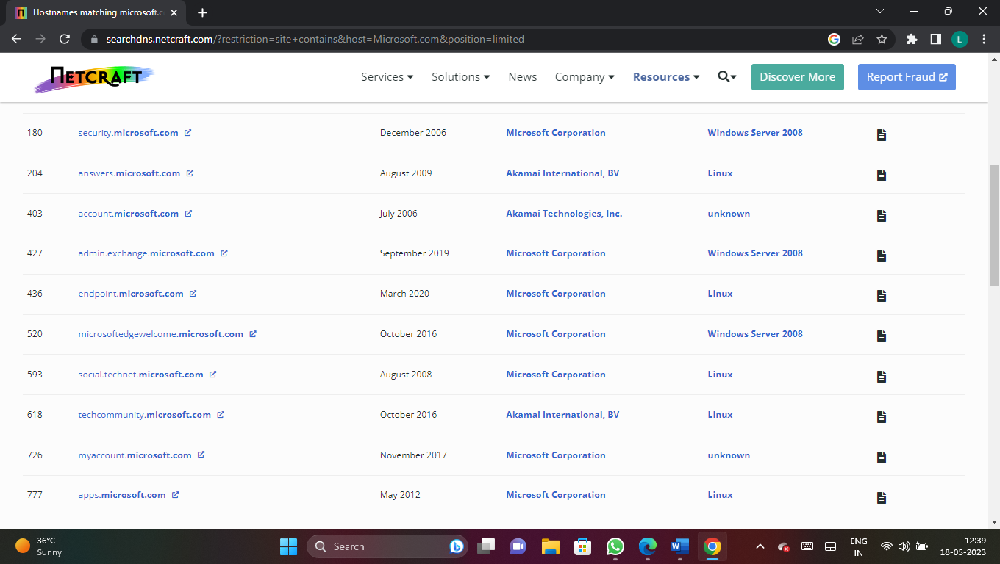 Hostnames matching microsoft.c
searchdns.netcraft.com/?restriction=site+contains&host=Microsoft.com&position=limited
L
NETCRAFT
Services
Solutions
News
Company
Resources
Discover More
Report Fraud
180 security.microsoft.com December 2006 Microsoft Corporation Windows Server 2008
204 answers.microsoft.com August 2009 Akamai International, BV Linux
403 account.microsoft.com July 2006 Akamai Technologies, Inc. unknown
427 admin.exchange.microsoft.com September 2019 Microsoft Corporation Windows Server 2008
436 endpoint.microsoft.com March 2020 Microsoft Corporation Linux
520 microsoftedgewelcome.microsoft.com October 2016 Microsoft Corporation Windows Server 2008
593 social.technet.microsoft.com August 2008 Microsoft Corporation Linux
618 techcommunity.microsoft.com October 2016 Akamai International, BV Linux
726 myaccount.microsoft.com November 2017 Microsoft Corporation unknown
777 apps.microsoft.com May 2012 Microsoft Corporation Linux
36°C
Sunny
Search
ENG
IN
12:39
18-05-2023